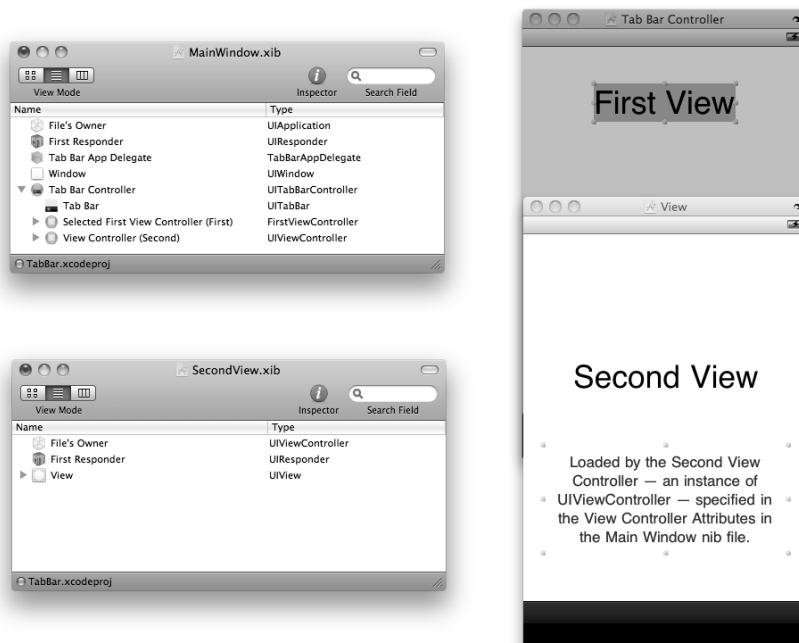 MainWindow.xib
View Mode
Inspector
Search Field
Name Type
File's Owner UIApplication
First Responder UIResponder
Tab Bar App Delegate TabBarAppDelegate
Window UIWindow
Tab Bar Controller UITabBarController
Tab Bar UITabBar
Selected First View Controller (First) FirstViewController
View Controller (Second) UIViewController
TabBar.xcodeproj
SecondView.xib
View Mode
Inspector
Search Field
Name Type
File's Owner UIViewController
First Responder UIResponder
View UIView
TabBar.xcodeproj
Tab Bar Controller
First View
View
Second View
Loaded by the Second View
Controller — an instance of
UIViewController — specified in
the View Controller Attributes in
the Main Window nib file.